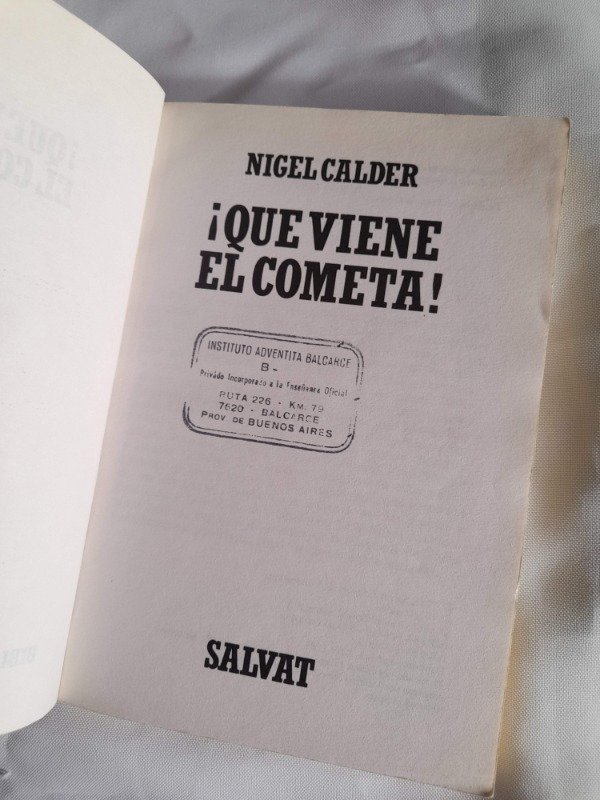 NIGEL CALDER
¡QUE VIENE
EL COMETA!
INSTITUTO ADVENTISTA BALCARCE
B-
Privado Incorporado a la Enseñanza Oficial
RUTA 226 - KM. 79
7620 - BALCARCE
PROV. DE BUENOS AIRES
SALVAT